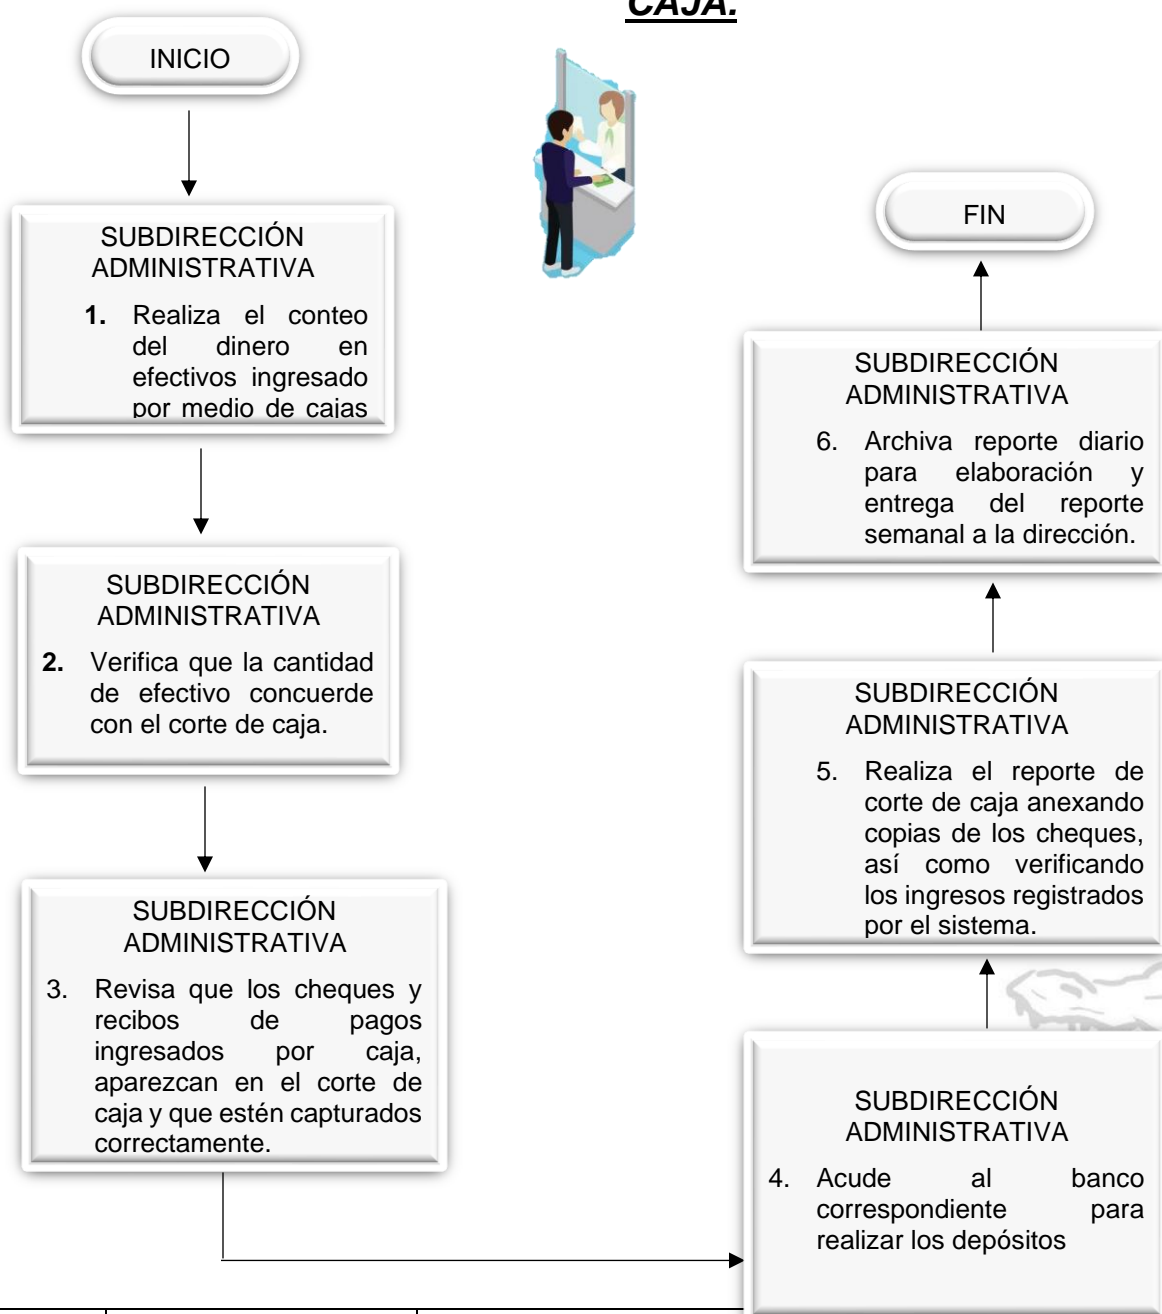 CAJA.
INICIO
SUBDIRECCIÓN
ADMINISTRATIVA
1. Realiza el conteo
del dinero en
efectivos ingresado
por medio de cajas
SUBDIRECCIÓN
ADMINISTRATIVA
2. Verifica que la cantidad
de efectivo concuerde
con el corte de caja.
SUBDIRECCIÓN
ADMINISTRATIVA
3. Revisa que los cheques y
recibos de pagos
ingresados por caja,
aparezcan en el corte de
caja y que estén capturados
correctamente.
SUBDIRECCIÓN
ADMINISTRATIVA
4. Acude al banco
correspondiente para
realizar los depósitos
SUBDIRECCIÓN
ADMINISTRATIVA
5. Realiza el reporte de
corte de caja anexando
copias de los cheques,
así como verificando
los ingresos registrados
por el sistema.
SUBDIRECCIÓN
ADMINISTRATIVA
6. Archiva reporte diario
para elaboración y
entrega del reporte
semanal a la dirección.
FIN